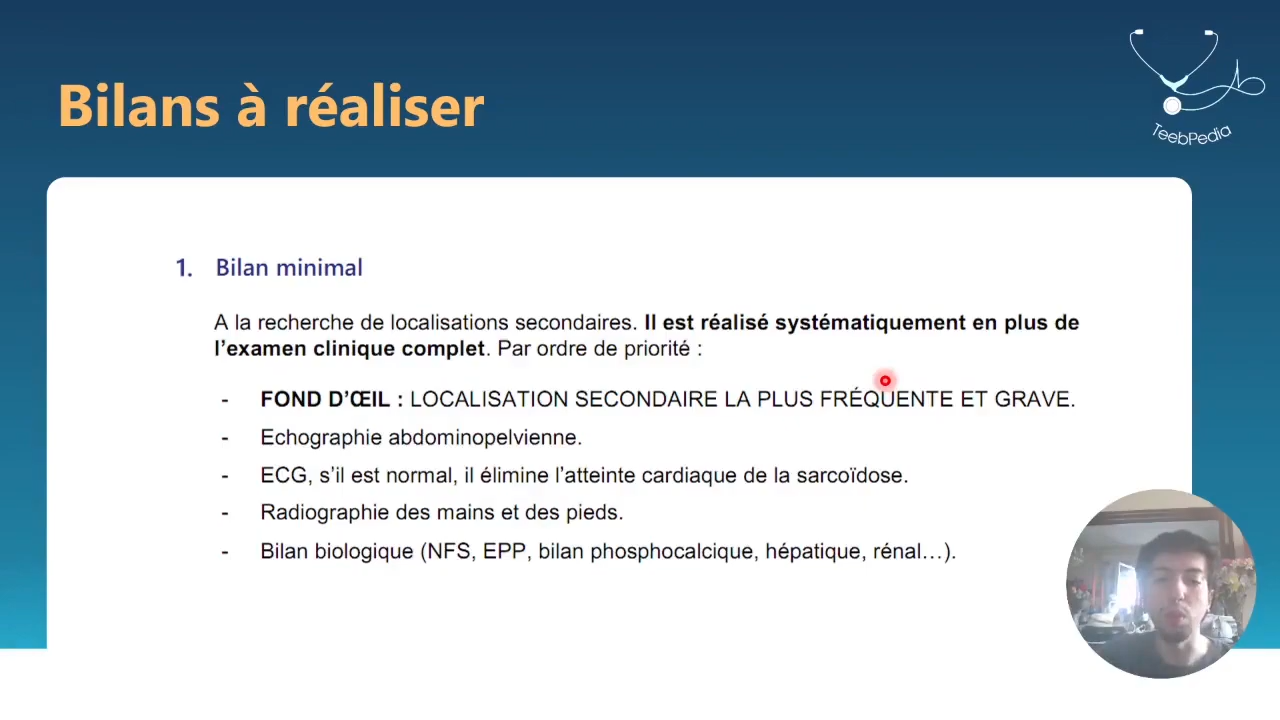 Bilans à réaliser
TeebPedia
1. Bilan minimal
A la recherche de localisations secondaires. Il est réalisé systématiquement en plus de
l'examen clinique complet. Par ordre de priorité :
- FOND D'ŒIL : LOCALISATION SECONDAIRE LA PLUS FRÉQUENTE ET GRAVE.
- Echographie abdominopelvienne.
- ECG, s'il est normal, il élimine l'atteinte cardiaque de la sarcoïdose.
- Radiographie des mains et des pieds.
- Bilan biologique (NFS, EPP, bilan phosphocalcique, hépatique, rénal…).